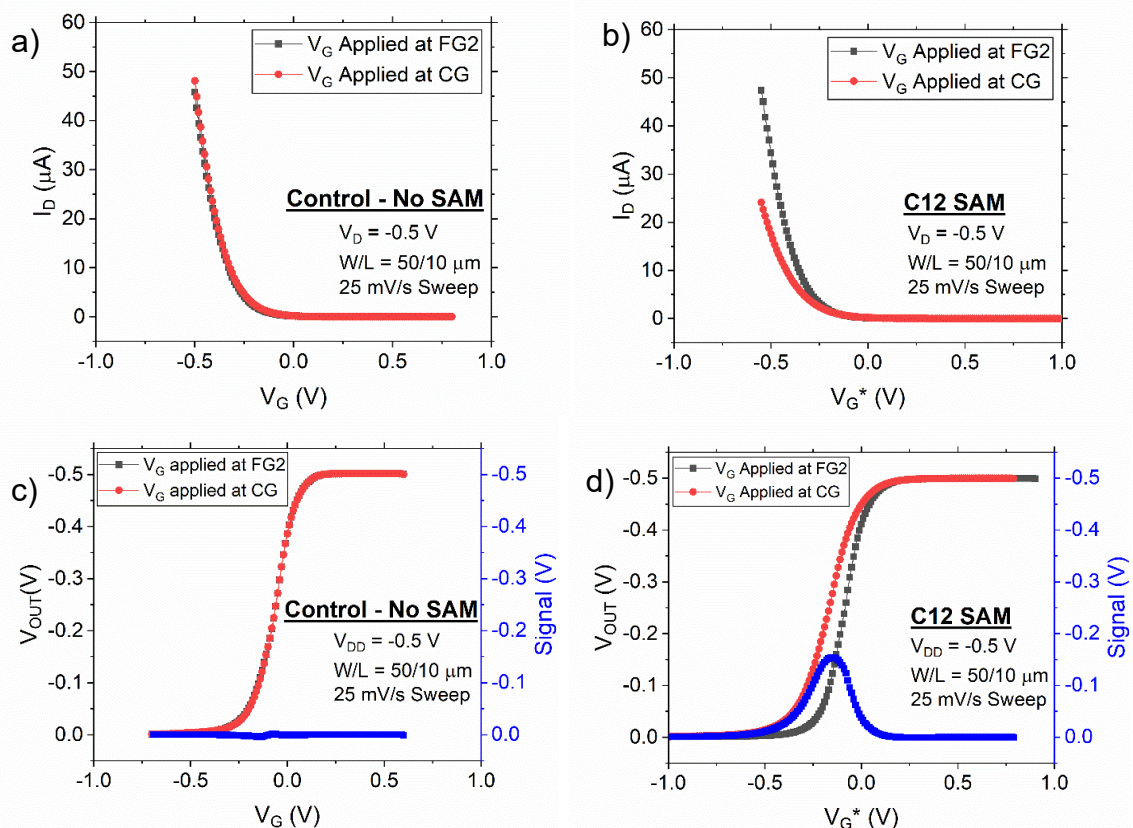 a)
60
50
40
30
20
10
0
I_D (μA)
V_G Applied at FG2
V_G Applied at CG
Control - No SAM
V_D = -0.5 V
W/L = 50/10 μm
25 mV/s Sweep
-1.0 -0.5 0.0 0.5 1.0
V_G (V)
b)
60
50
40
30
20
10
0
I_D (μA)
V_G Applied at FG2
V_G Applied at CG
C12 SAM
V_D = -0.5 V
W/L = 50/10 μm
25 mV/s Sweep
-1.0 -0.5 0.0 0.5 1.0
V_G* (V)
c)
V_G applied at FG2
V_G applied at CG
-0.5
-0.4
-0.3
-0.2
-0.1
0.0
V_OUT(V)
Control - No SAM
V_DD = -0.5 V
W/L = 50/10 μm
25 mV/s Sweep
-0.5
-0.4
-0.3
-0.2
-0.1
0.0
Signal (V)
-1.0 -0.5 0.0 0.5 1.0
V_G (V)
d)
V_G Applied at FG2
V_G Applied at CG
-0.5
-0.4
-0.3
-0.2
-0.1
0.0
V_OUT (V)
C12 SAM
V_DD = -0.5 V
W/L = 50/10 μm
25 mV/s Sweep
-0.5
-0.4
-0.3
-0.2
-0.1
0.0
Signal (V)
-1.0 -0.5 0.0 0.5 1.0
V_G* (V)